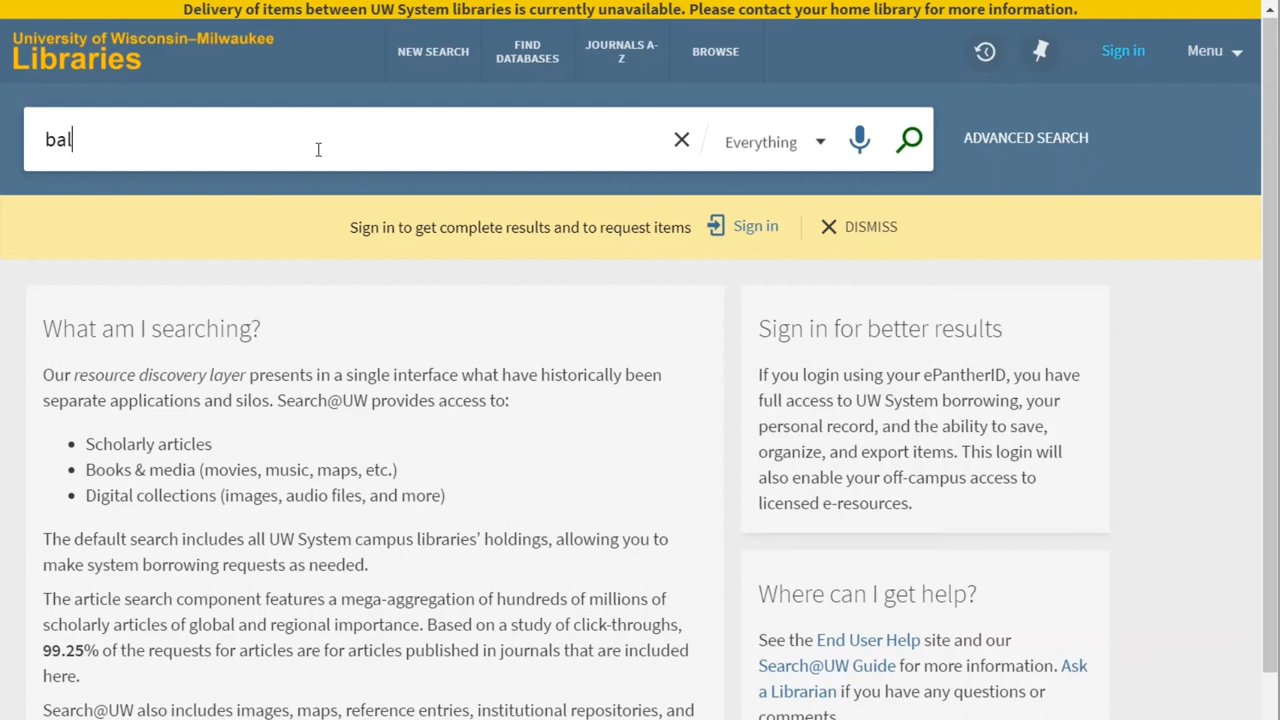 Delivery of items between UW System libraries is currently unavailable. Please contact your home library for more information.
University of Wisconsin–Milwaukee
Libraries
NEW SEARCH
FIND
DATABASES
JOURNALS A-
Z
BROWSE
Sign in
Menu
bal
Everything
ADVANCED SEARCH
Sign in to get complete results and to request items
Sign in
DISMISS
What am I searching?
Our resource discovery layer presents in a single interface what have historically been
separate applications and silos. Search@UW provides access to:
• Scholarly articles
• Books & media (movies, music, maps, etc.)
• Digital collections (images, audio files, and more)
The default search includes all UW System campus libraries’ holdings, allowing you to
make system borrowing requests as needed.
The article search component features a mega-aggregation of hundreds of millions of
scholarly articles of global and regional importance. Based on a study of click-throughs,
99.25% of the requests for articles are for articles published in journals that are included
here.
Search@UW also includes images, maps, reference entries, institutional repositories, and
Sign in for better results
If you login using your ePantherID, you have
full access to UW System borrowing, your
personal record, and the ability to save,
organize, and export items. This login will
also enable your off-campus access to
licensed e-resources.
Where can I get help?
See the End User Help site and our
Search@UW Guide for more information. Ask
a Librarian if you have any questions or
comments.